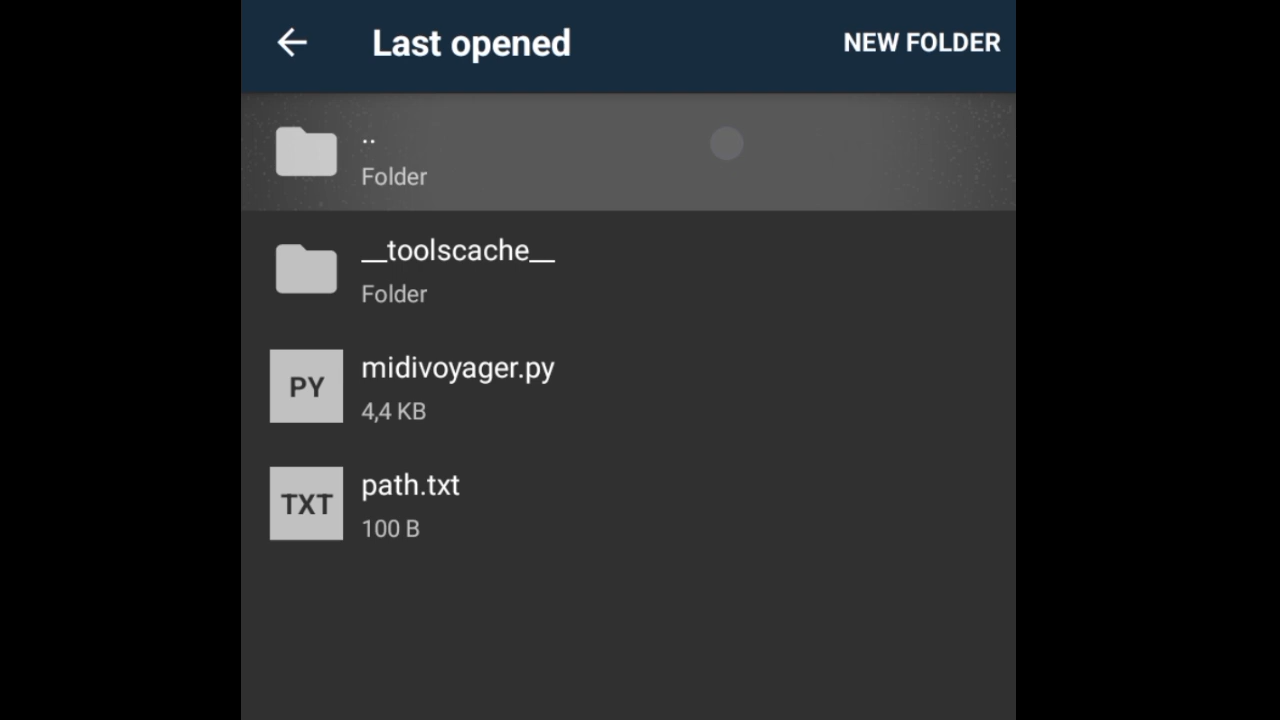 Last opened
NEW FOLDER
..
Folder
__toolscache__
Folder
PY
midivoyager.py
4,4 KB
TXT
path.txt
100 B